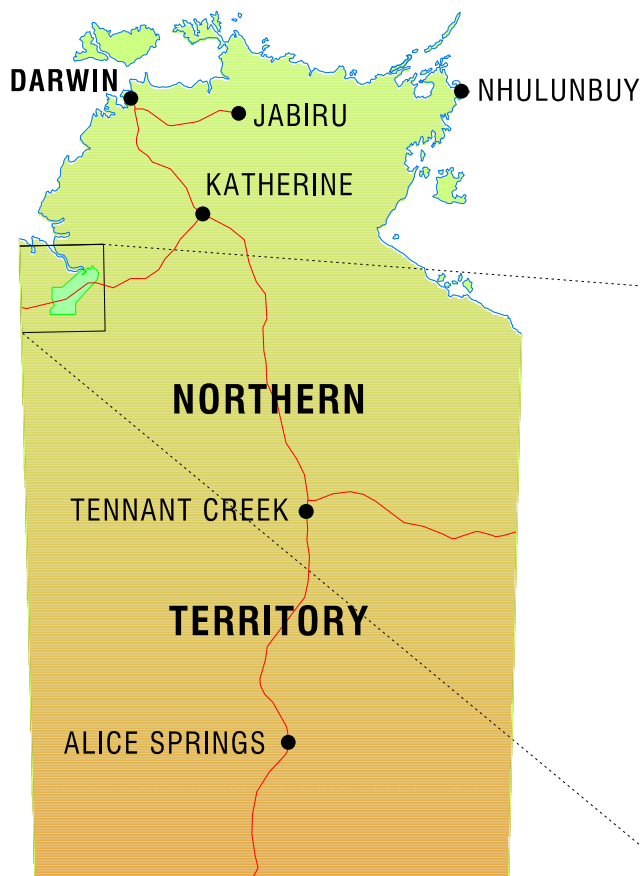 DARWIN
NHULUNBUY
JABIRU
KATHERINE
NORTHERN
TENNANT CREEK
TERRITORY
ALICE SPRINGS